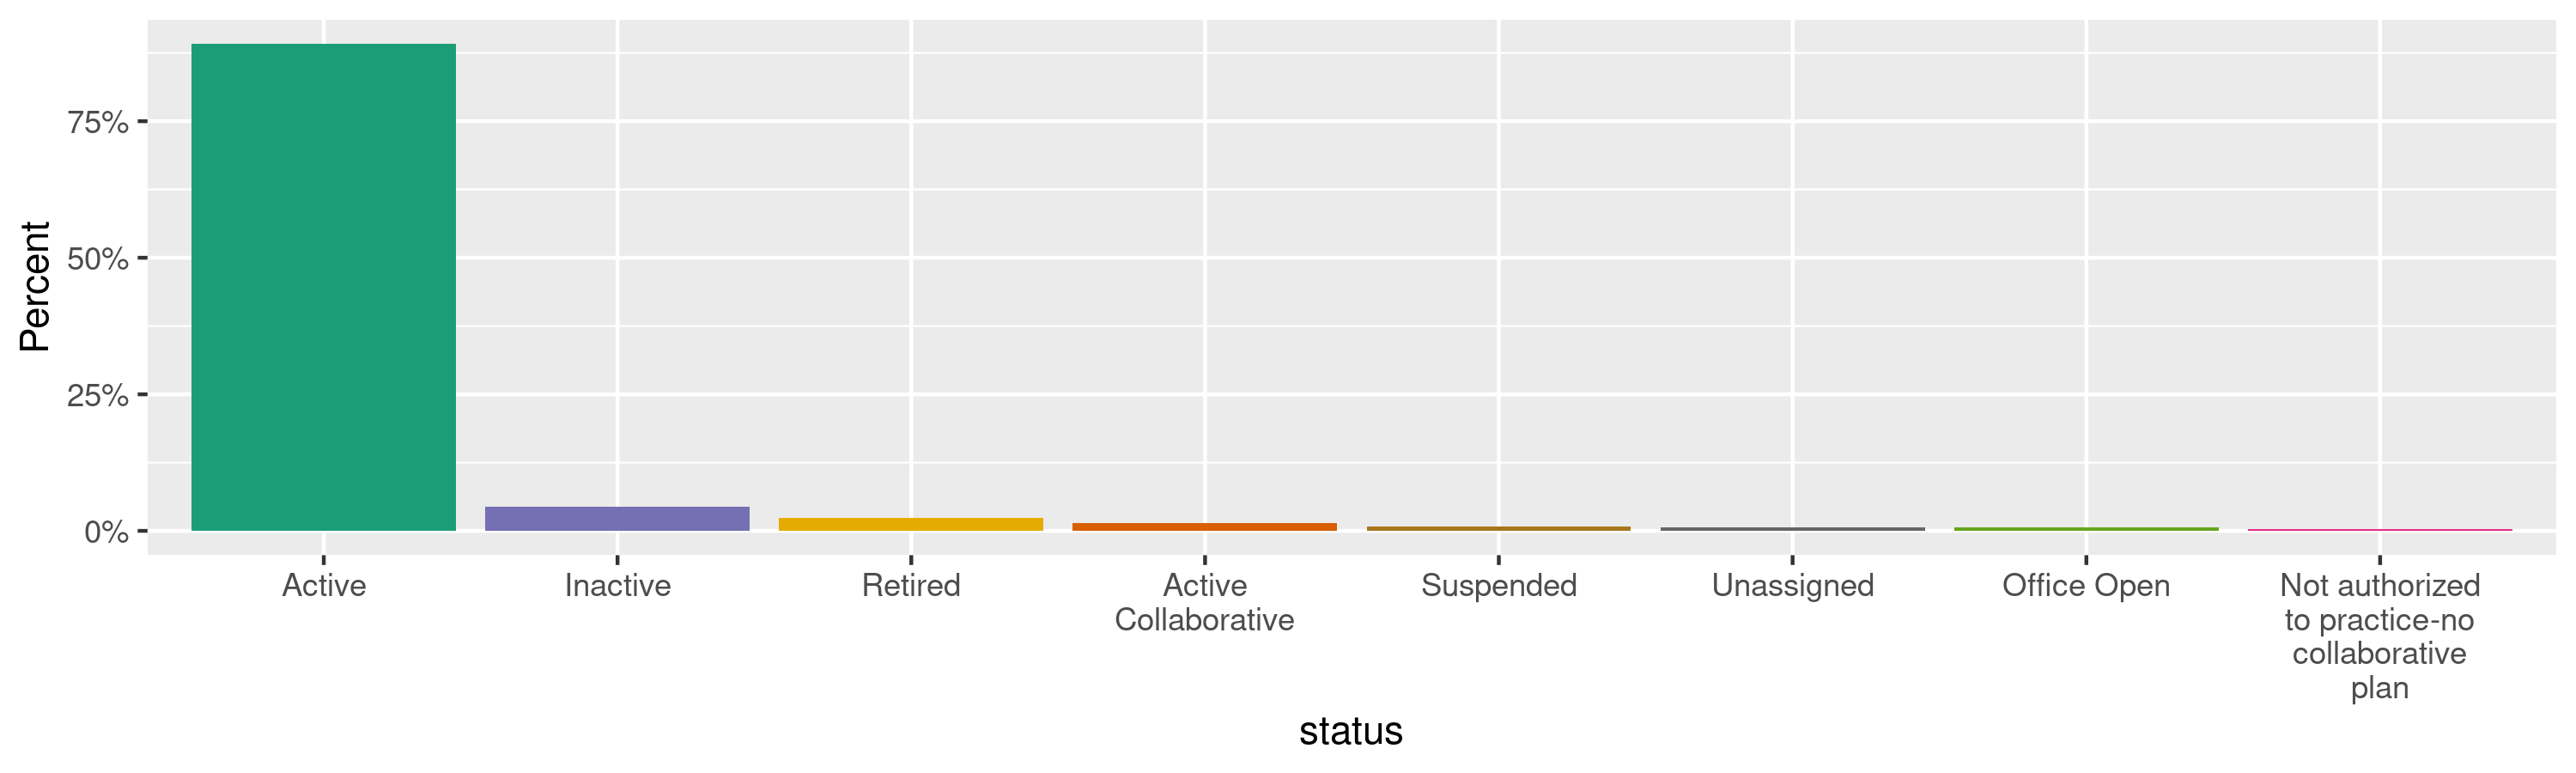 Percent
75%
50%
25%
0%
Active
Inactive
Retired
Active
Collaborative
Suspended
Unassigned
Office Open
Not authorized
to practice-no
collaborative
plan
status